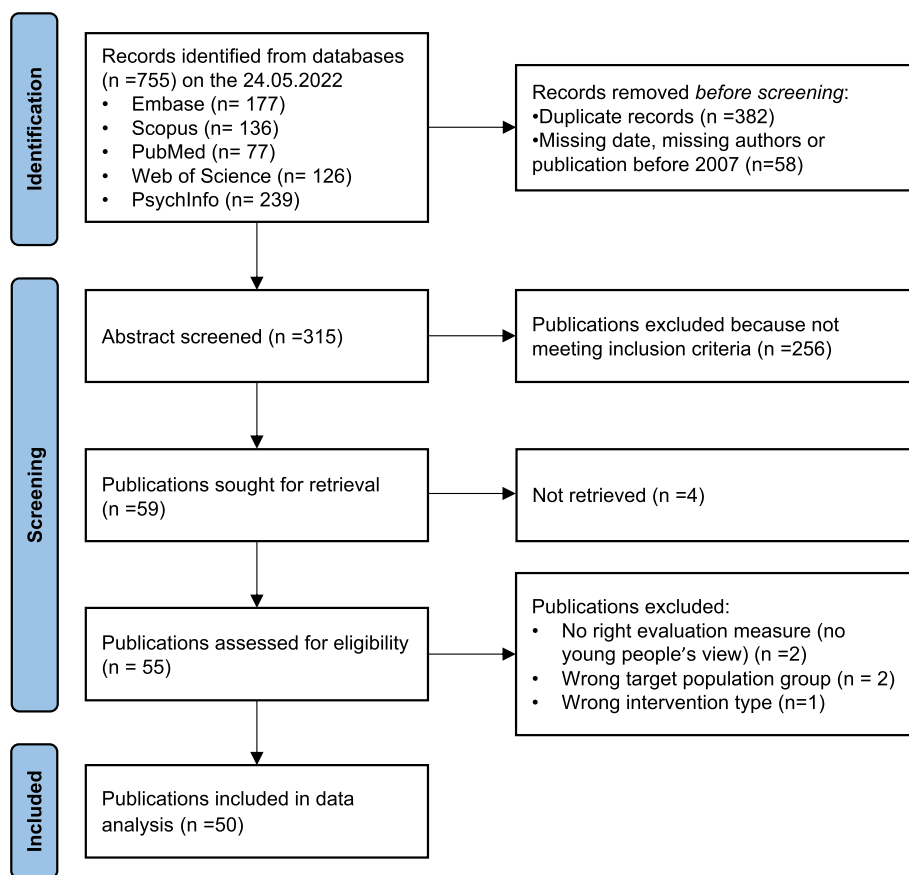 Identification
Records identified from databases
(n =755) on the 24.05.2022
• Embase (n= 177)
• Scopus (n= 136)
• PubMed (n= 77)
• Web of Science (n= 126)
• PsychInfo (n= 239)
Records removed before screening:
•Duplicate records (n =382)
•Missing date, missing authors or
publication before 2007 (n=58)
Screening
Abstract screened (n =315)
Publications excluded because not
meeting inclusion criteria (n =256)
Publications sought for retrieval
(n =59)
Not retrieved (n =4)
Publications assessed for eligibility
(n = 55)
Publications excluded:
• No right evaluation measure (no
young people’s view) (n =2)
• Wrong target population group (n = 2)
• Wrong intervention type (n=1)
Included
Publications included in data
analysis (n =50)